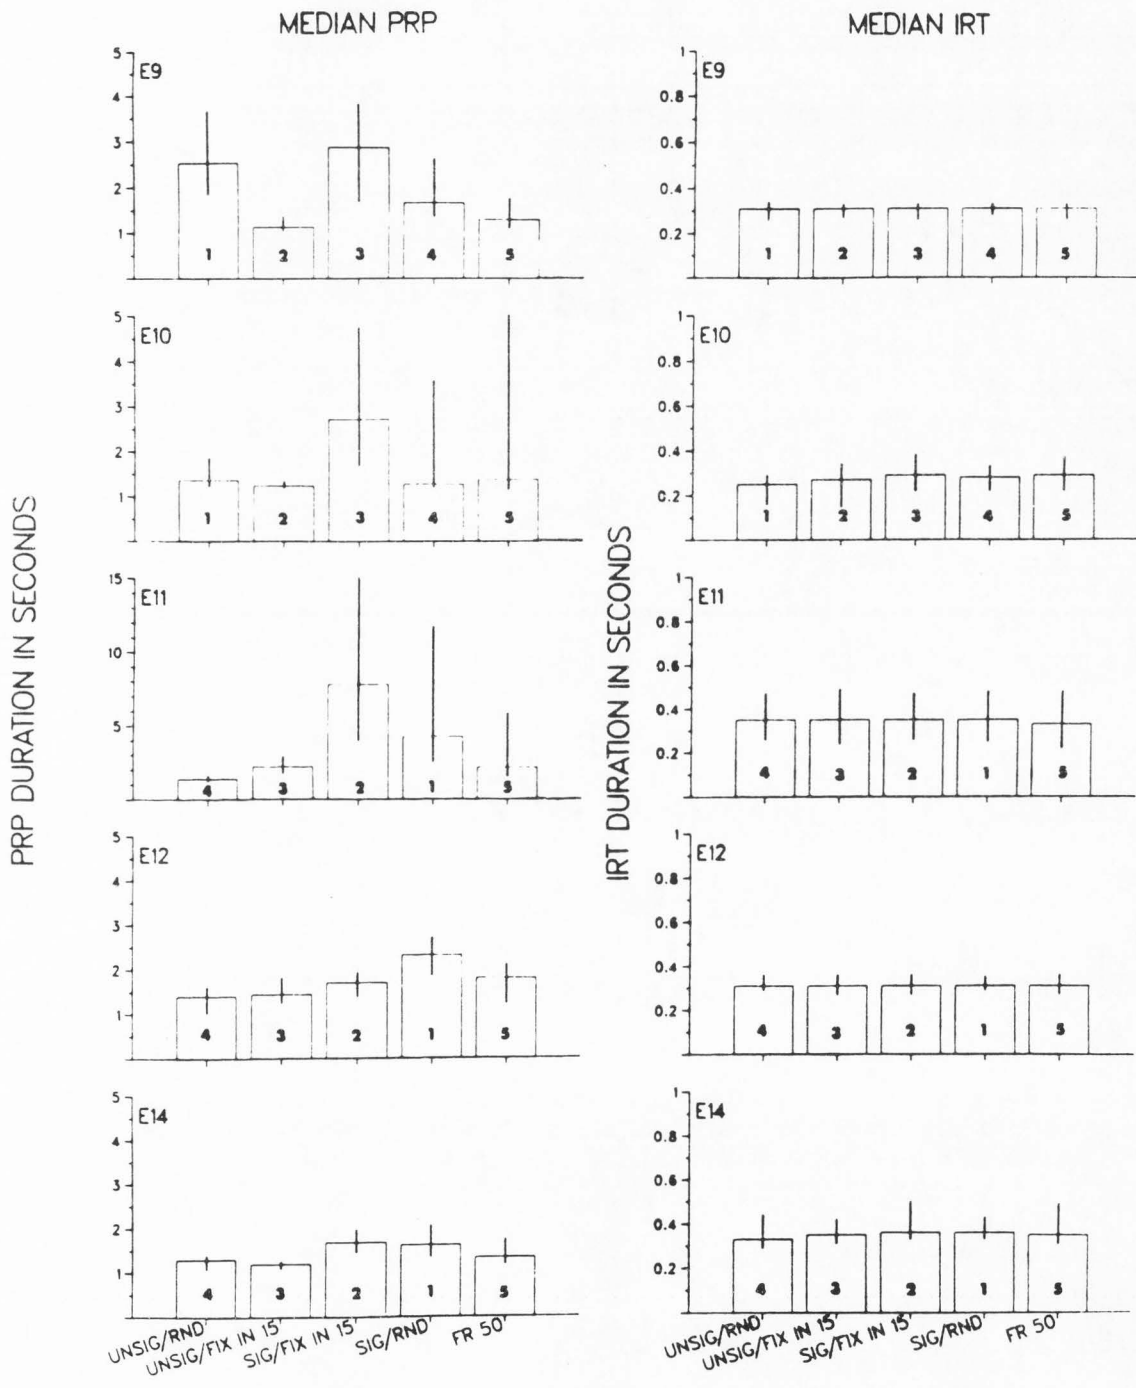 MEDIAN PRP
MEDIAN IRT
PRP DURATION IN SECONDS
IRT DURATION IN SECONDS
E9
5
4
3
2
1
1 2 3 4 5
E9
1
0.8
0.6
0.4
0.2
1 2 3 4 5
E10
5
4
3
2
1
1 2 3 4 5
E10
1
0.8
0.6
0.4
0.2
1 2 3 4 5
E11
15
10
5
4 3 2 1 5
E11
1
0.8
0.6
0.4
0.2
4 3 2 1 5
E12
5
4
3
2
1
4 3 2 1 5
E12
1
0.8
0.6
0.4
0.2
4 3 2 1 5
E14
5
4
3
2
1
4 3 2 1 5
E14
1
0.8
0.6
0.4
0.2
4 3 2 1 5
UNSIG/RND
UNSIG/FIX IN 15
SIG/FIX IN 15
SIG/RND
FR 50
UNSIG/RND
UNSIG/FIX IN 15
SIG/FIX IN 15
SIG/RND
FR 50